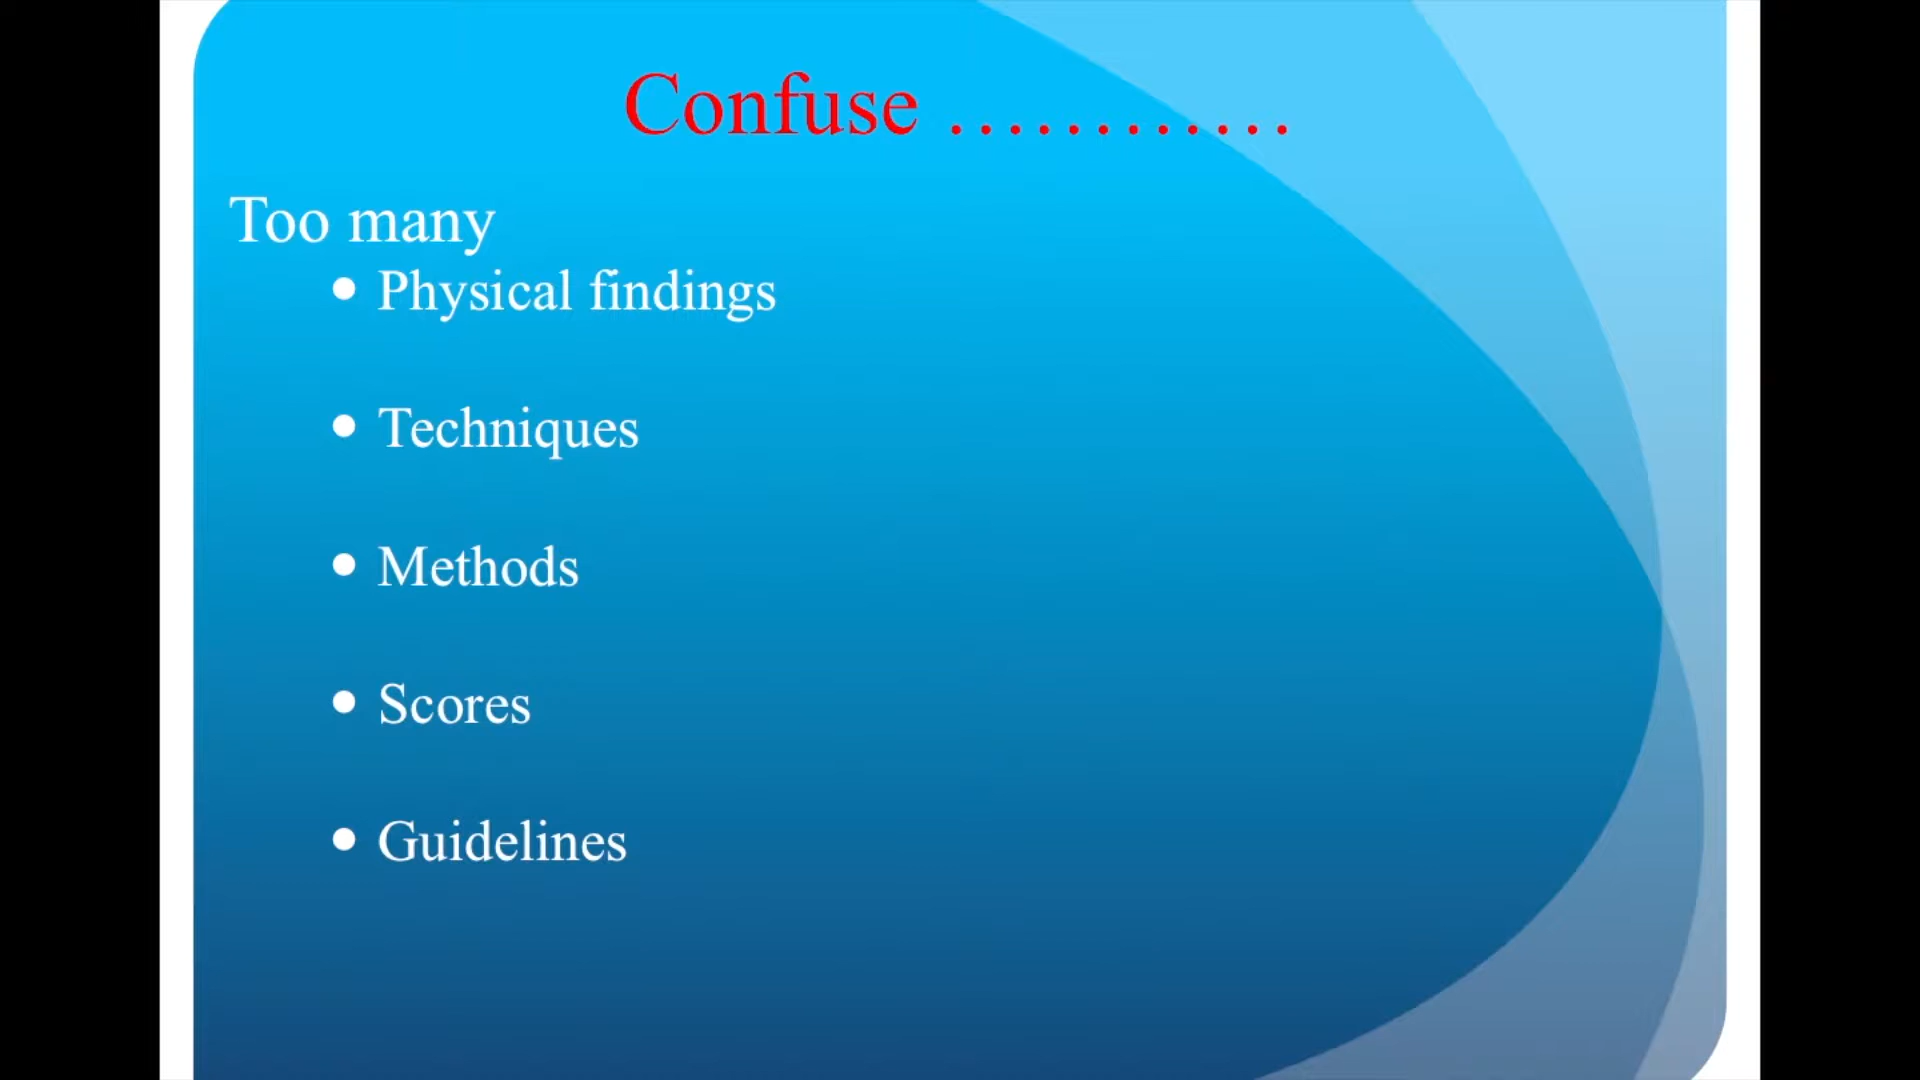 Confuse ............
Too many
• Physical findings
• Techniques
• Methods
• Scores
• Guidelines